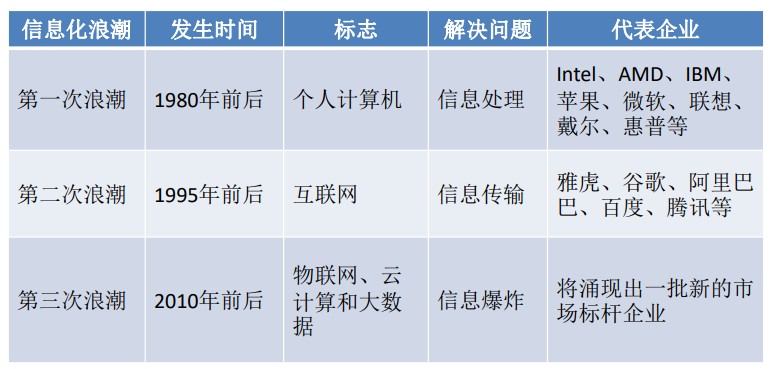 信息化浪潮 发生时间 标志 解决问题 代表企业
第一次浪潮 1980年前后 个人计算机 信息处理 Intel、AMD、IBM、
苹果、微软、联想、
戴尔、惠普等
第二次浪潮 1995年前后 互联网 信息传输 雅虎、谷歌、阿里巴
巴、百度、腾讯等
第三次浪潮 2010年前后 物联网、云
计算和大数
据 信息爆炸 将涌现出一批新的市
场标杆企业